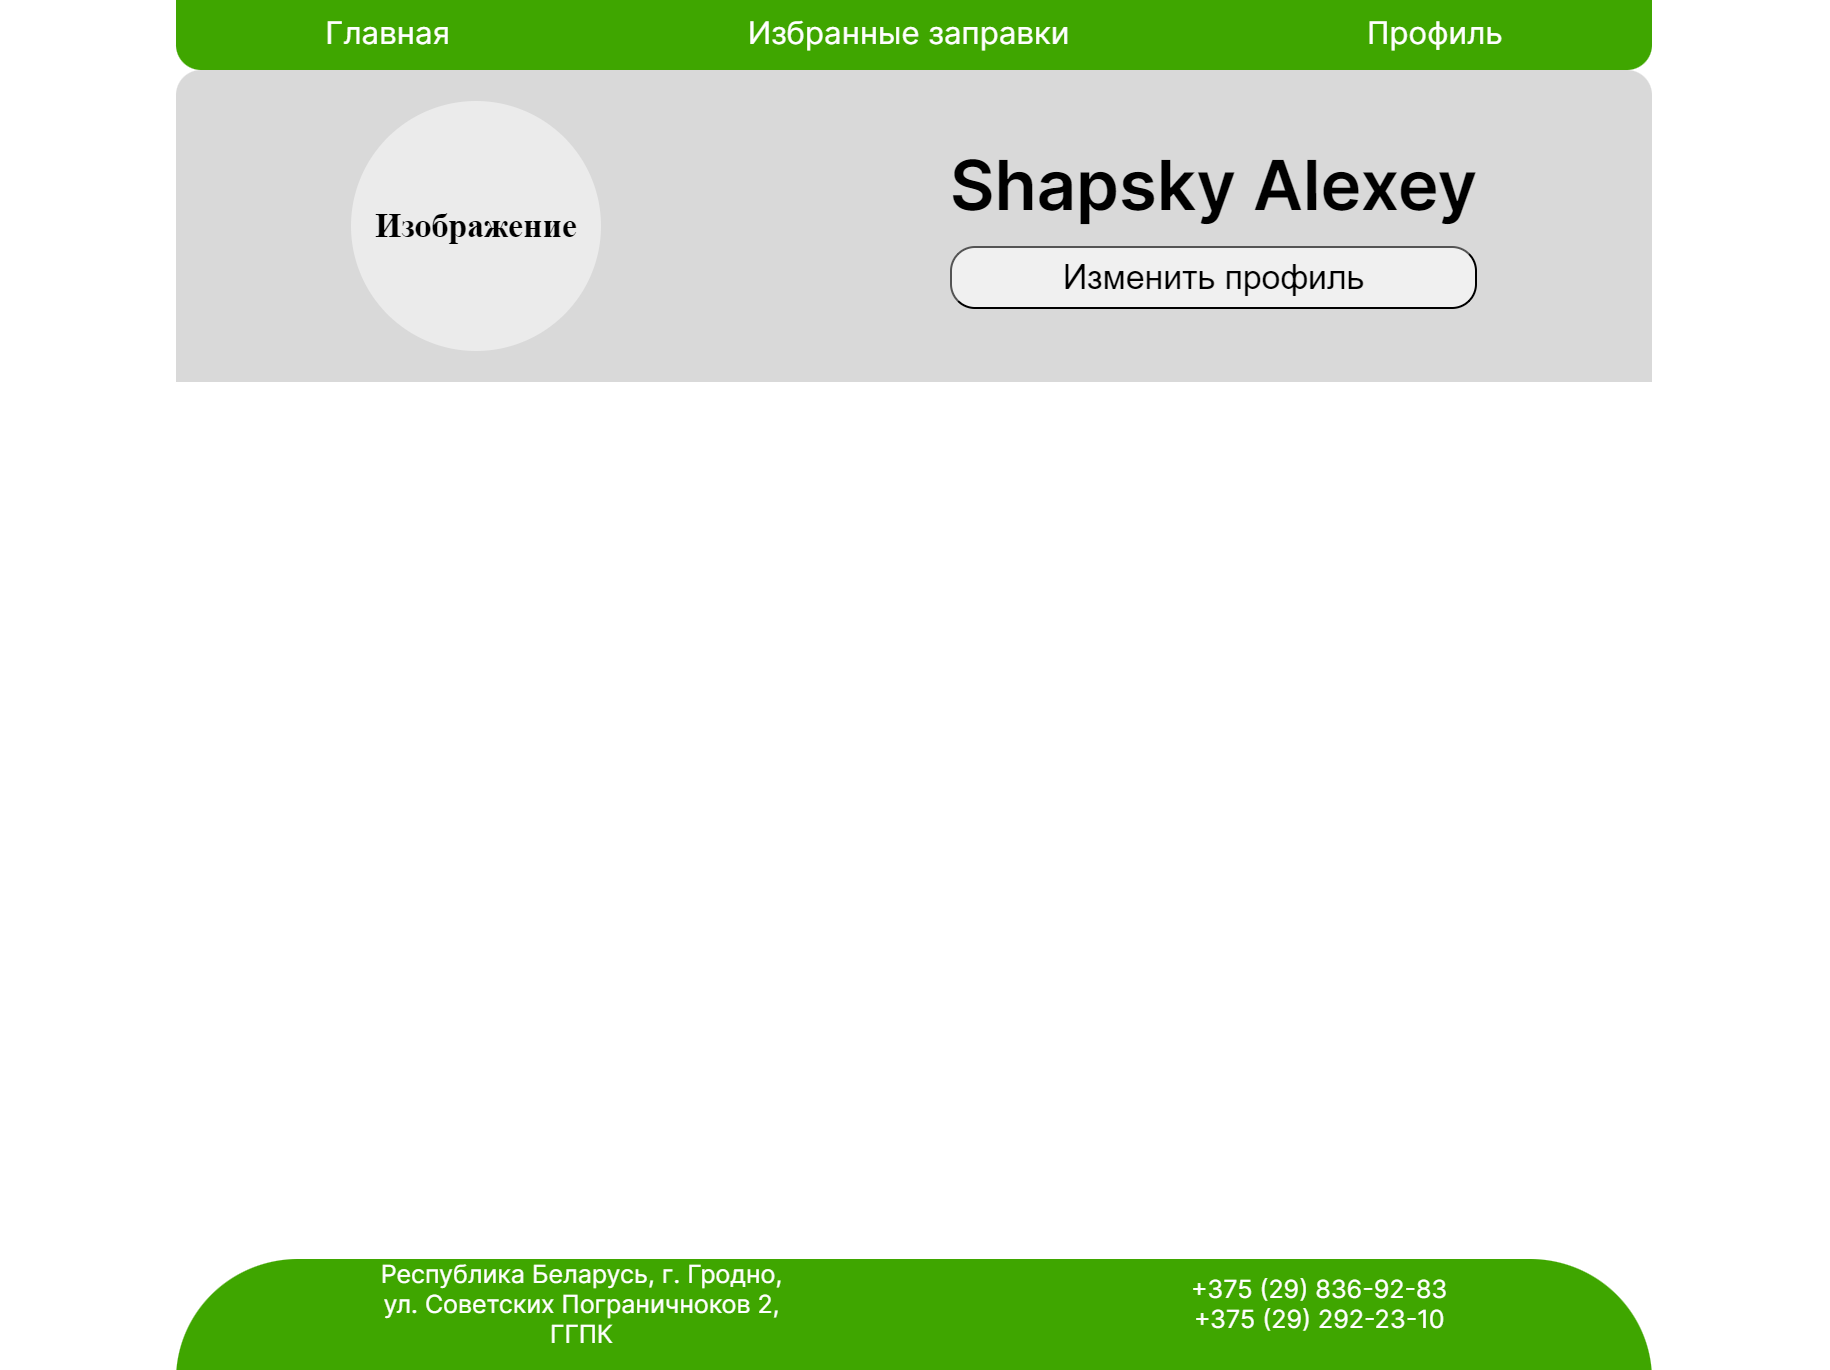 Главная
Избранные заправки
Профиль
Изображение
Shapsky Alexey
Изменить профиль
Республика Беларусь, г. Гродно,
ул. Советских Пограничноков 2,
ГГПК
+375 (29) 836-92-83
+375 (29) 292-23-10